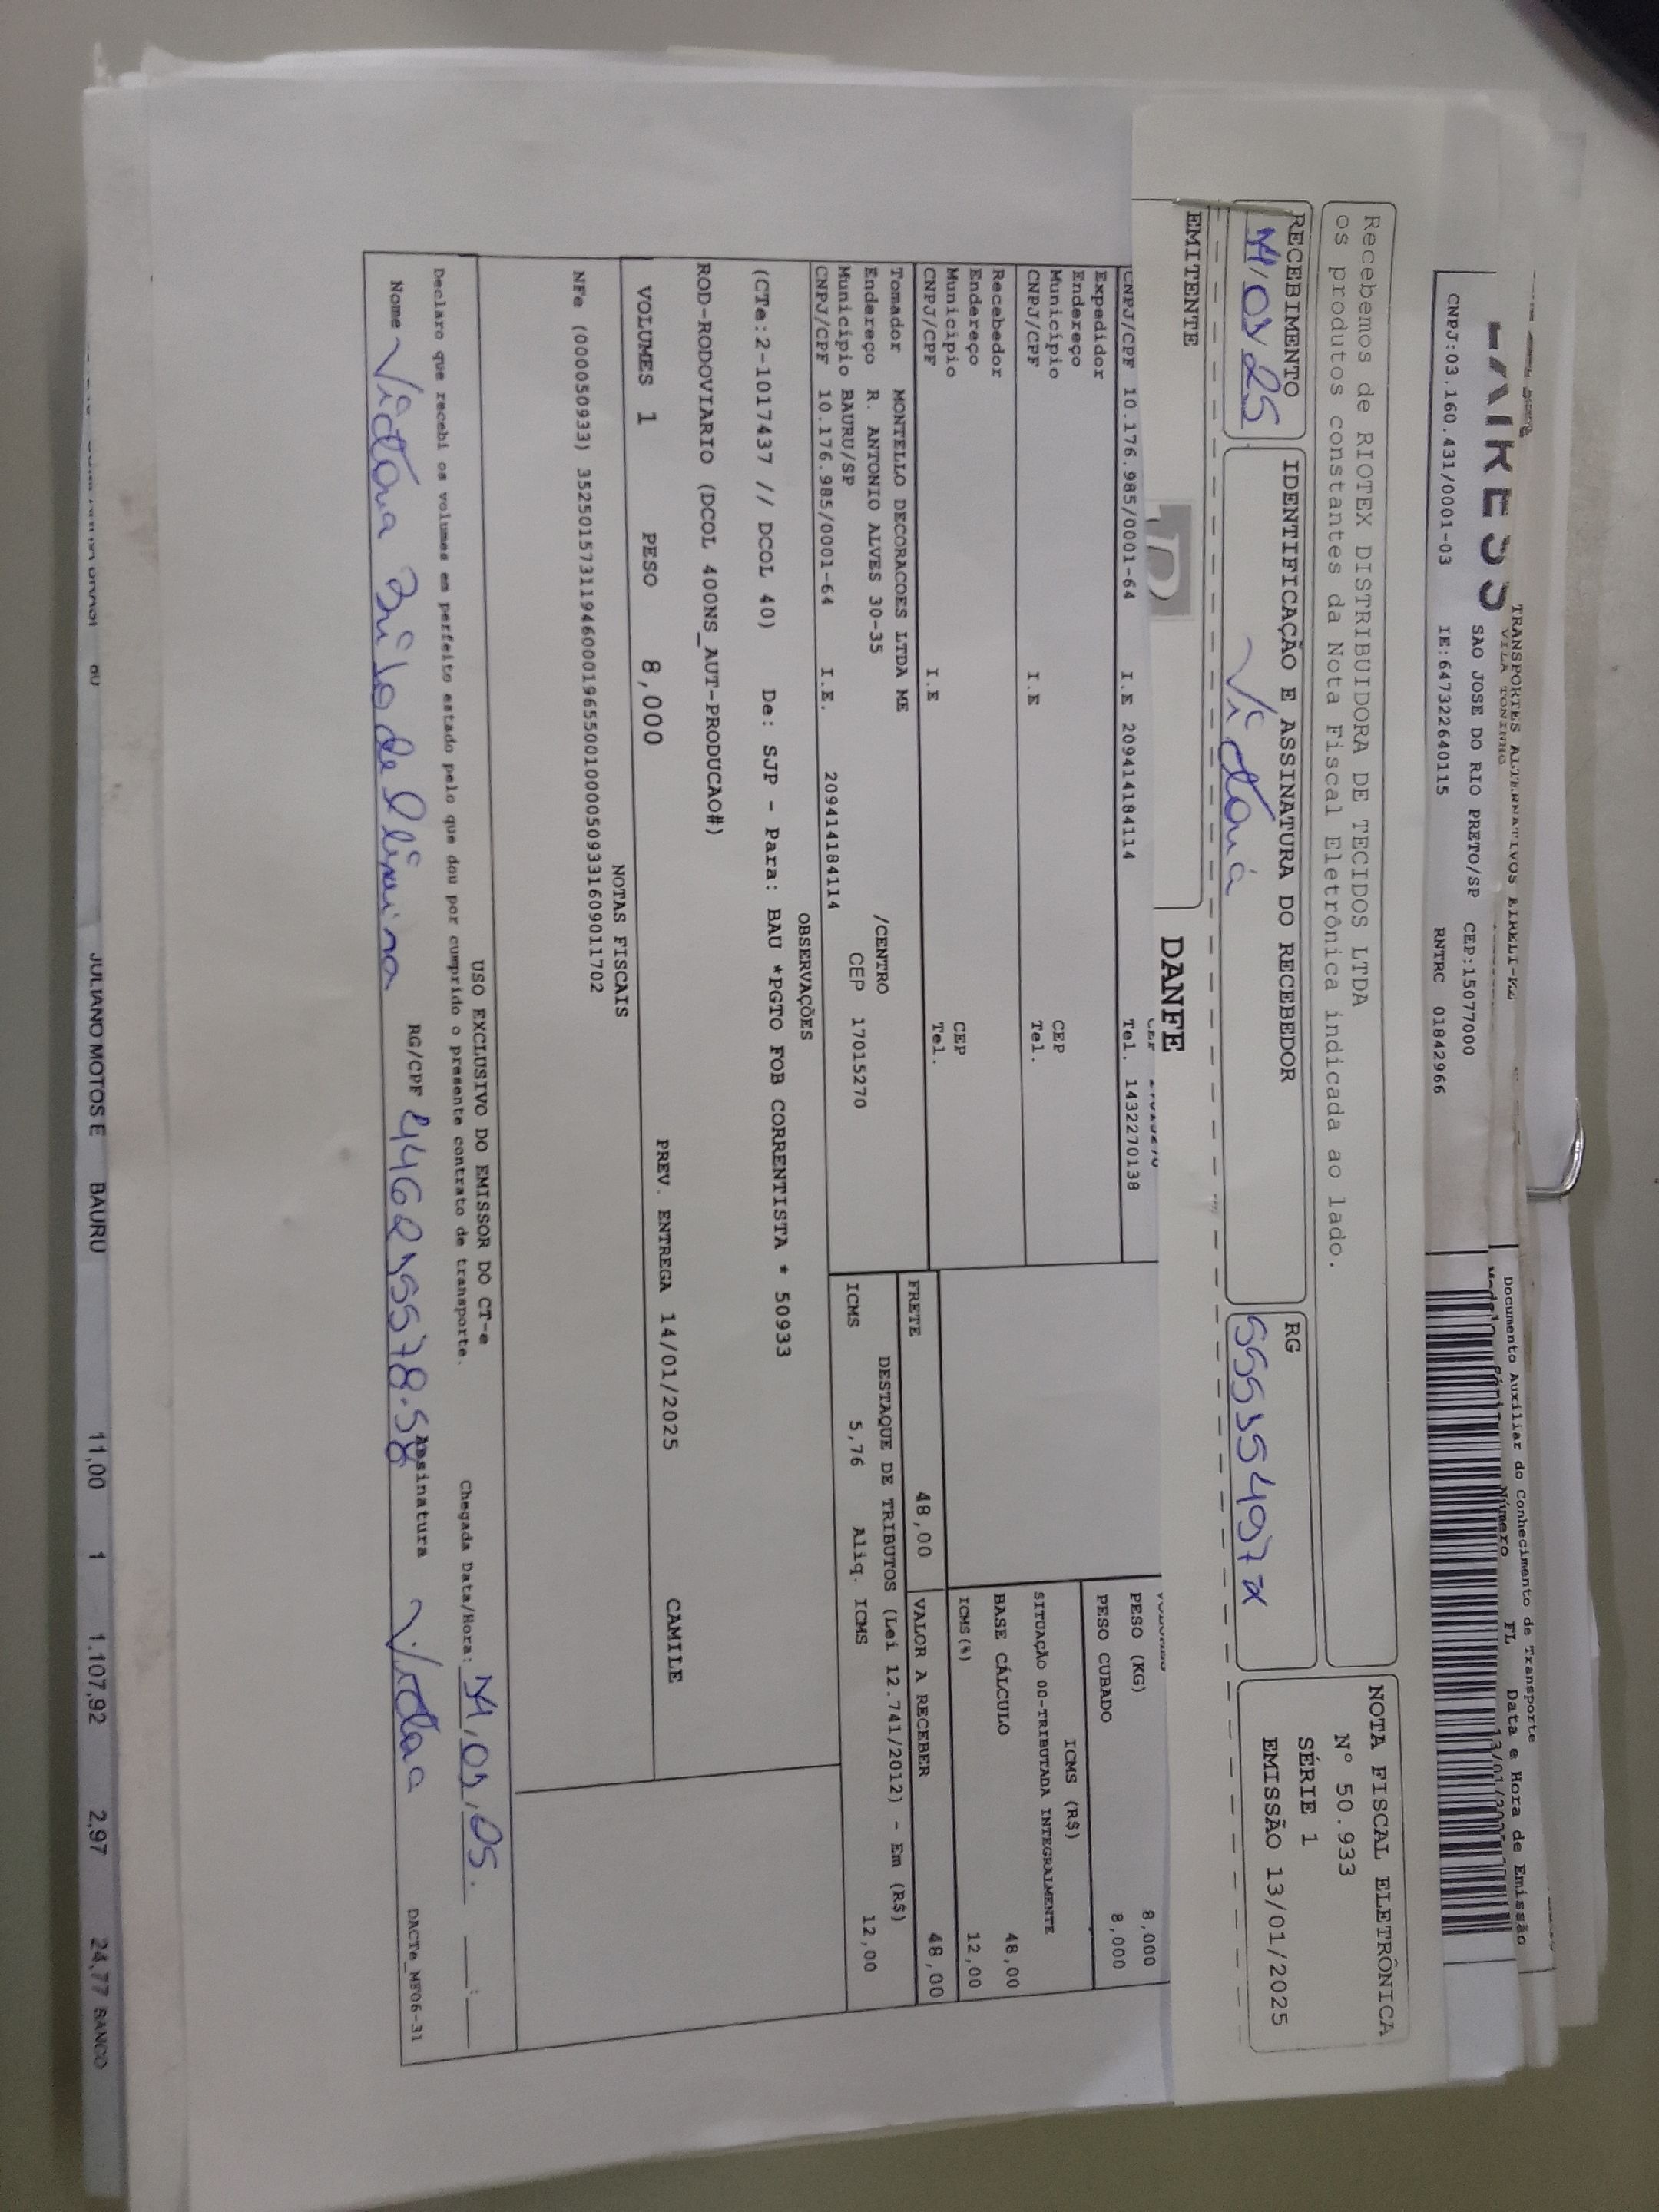 TRANSPORTES ALTERNATIVOS EIRELI
VILA TONINHO
SAO JOSE DO RIO PRETO/SP CEP:15077000
CNPJ:03.160.431/0001-03 IE:647322640115 RNTRC 01842966
Documento Auxiliar do Conhecimento de Transporte
Número FL Data e Hora de Emissão
Recebemos de RIOTEX DISTRIBUIDORA DE TECIDOS LTDA
os produtos constantes da Nota Fiscal Eletrônica indicada ao lado.
NOTA FISCAL ELETRÔNICA
Nº 50.933
SÉRIE 1
EMISSÃO 13/01/2025
RECEBIMENTO
IDENTIFICAÇÃO E ASSINATURA DO RECEBEDOR
RG
14/01/25
Victoria
55535497x
EMITENTE
DANFE
CNPJ/CPF 10.176.985/0001-64 I.E 209414184114 Tel. 1432270138
Expedidor
Endereço
Município CEP
CNPJ/CPF I.E Tel.
Recebedor
Endereço
Município CEP
CNPJ/CPF I.E Tel.
PESO (KG) 8,000
PESO CUBADO 8,000
ICMS (R$)
SITUAÇÃO 00-TRIBUTADA INTEGRALMENTE
BASE CÁLCULO 48,00
ICMS(%) 12,00
Tomador MONTELLO DECORACOES LTDA ME
Endereço R. ANTONIO ALVES 30-35 /CENTRO
Município BAURU/SP CEP 17015270
CNPJ/CPF 10.176.985/0001-64 I.E. 209414184114
FRETE 48,00 VALOR A RECEBER 48,00
DESTAQUE DE TRIBUTOS (Lei 12.741/2012) - Em (R$)
ICMS 5,76 Aliq. ICMS 12,00
OBSERVAÇÕES
(CTe:2-1017437 // DCOL 40) De: SJP - Para: BAU *PGTO FOB CORRENTISTA * 50933
ROD-RODOVIARIO (DCOL 400NS_AUT-PRODUCAO#)
VOLUMES 1 PESO 8,000 PREV. ENTREGA 14/01/2025 CAMILE
NOTAS FISCAIS
NFe (000050933) 35250157311946000196550010000509331609011702
USO EXCLUSIVO DO EMISSOR DO CT-e
Declaro que recebi os volumes em perfeito estado pelo que dou por cumprido o presente contrato de transporte.
Chegada Data/Hora: 14,01,05. __:__
Nome Victoria de RG/CPF Assinatura Victoria
DACTe_MF06-31
JULIANO MOTOS E BAURU 11,00 1 1.107,92 2,97 24,77 BANCO